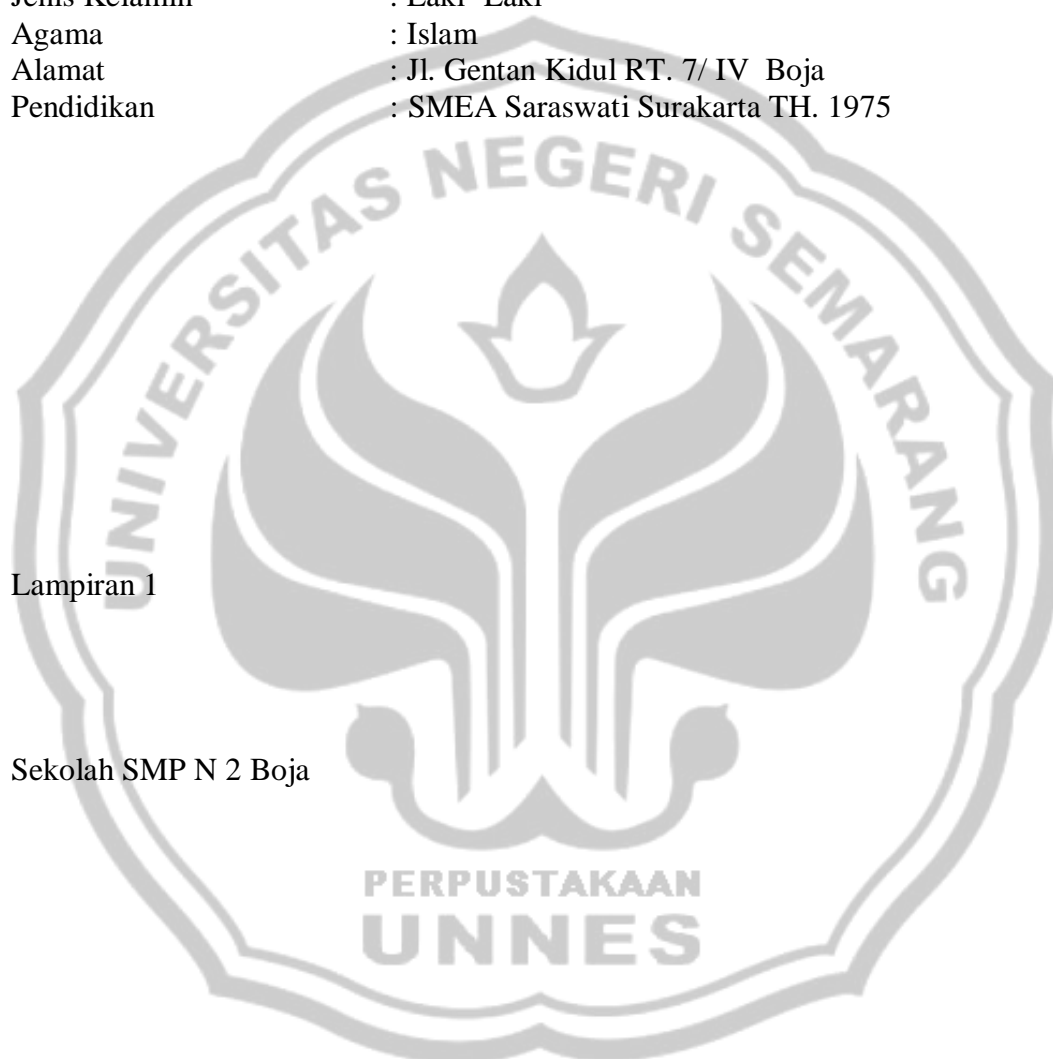 Jenis Kelamin : Laki- Laki
Agama : Islam
Alamat : Jl. Gentan Kidul RT. 7/ IV Boja
Pendidikan : SMEA Saraswati Surakarta TH. 1975
UNIVERSITAS NEGERI SEMARANG
Lampiran 1
Sekolah SMP N 2 Boja
PERPUSTAKAAN
UNNES